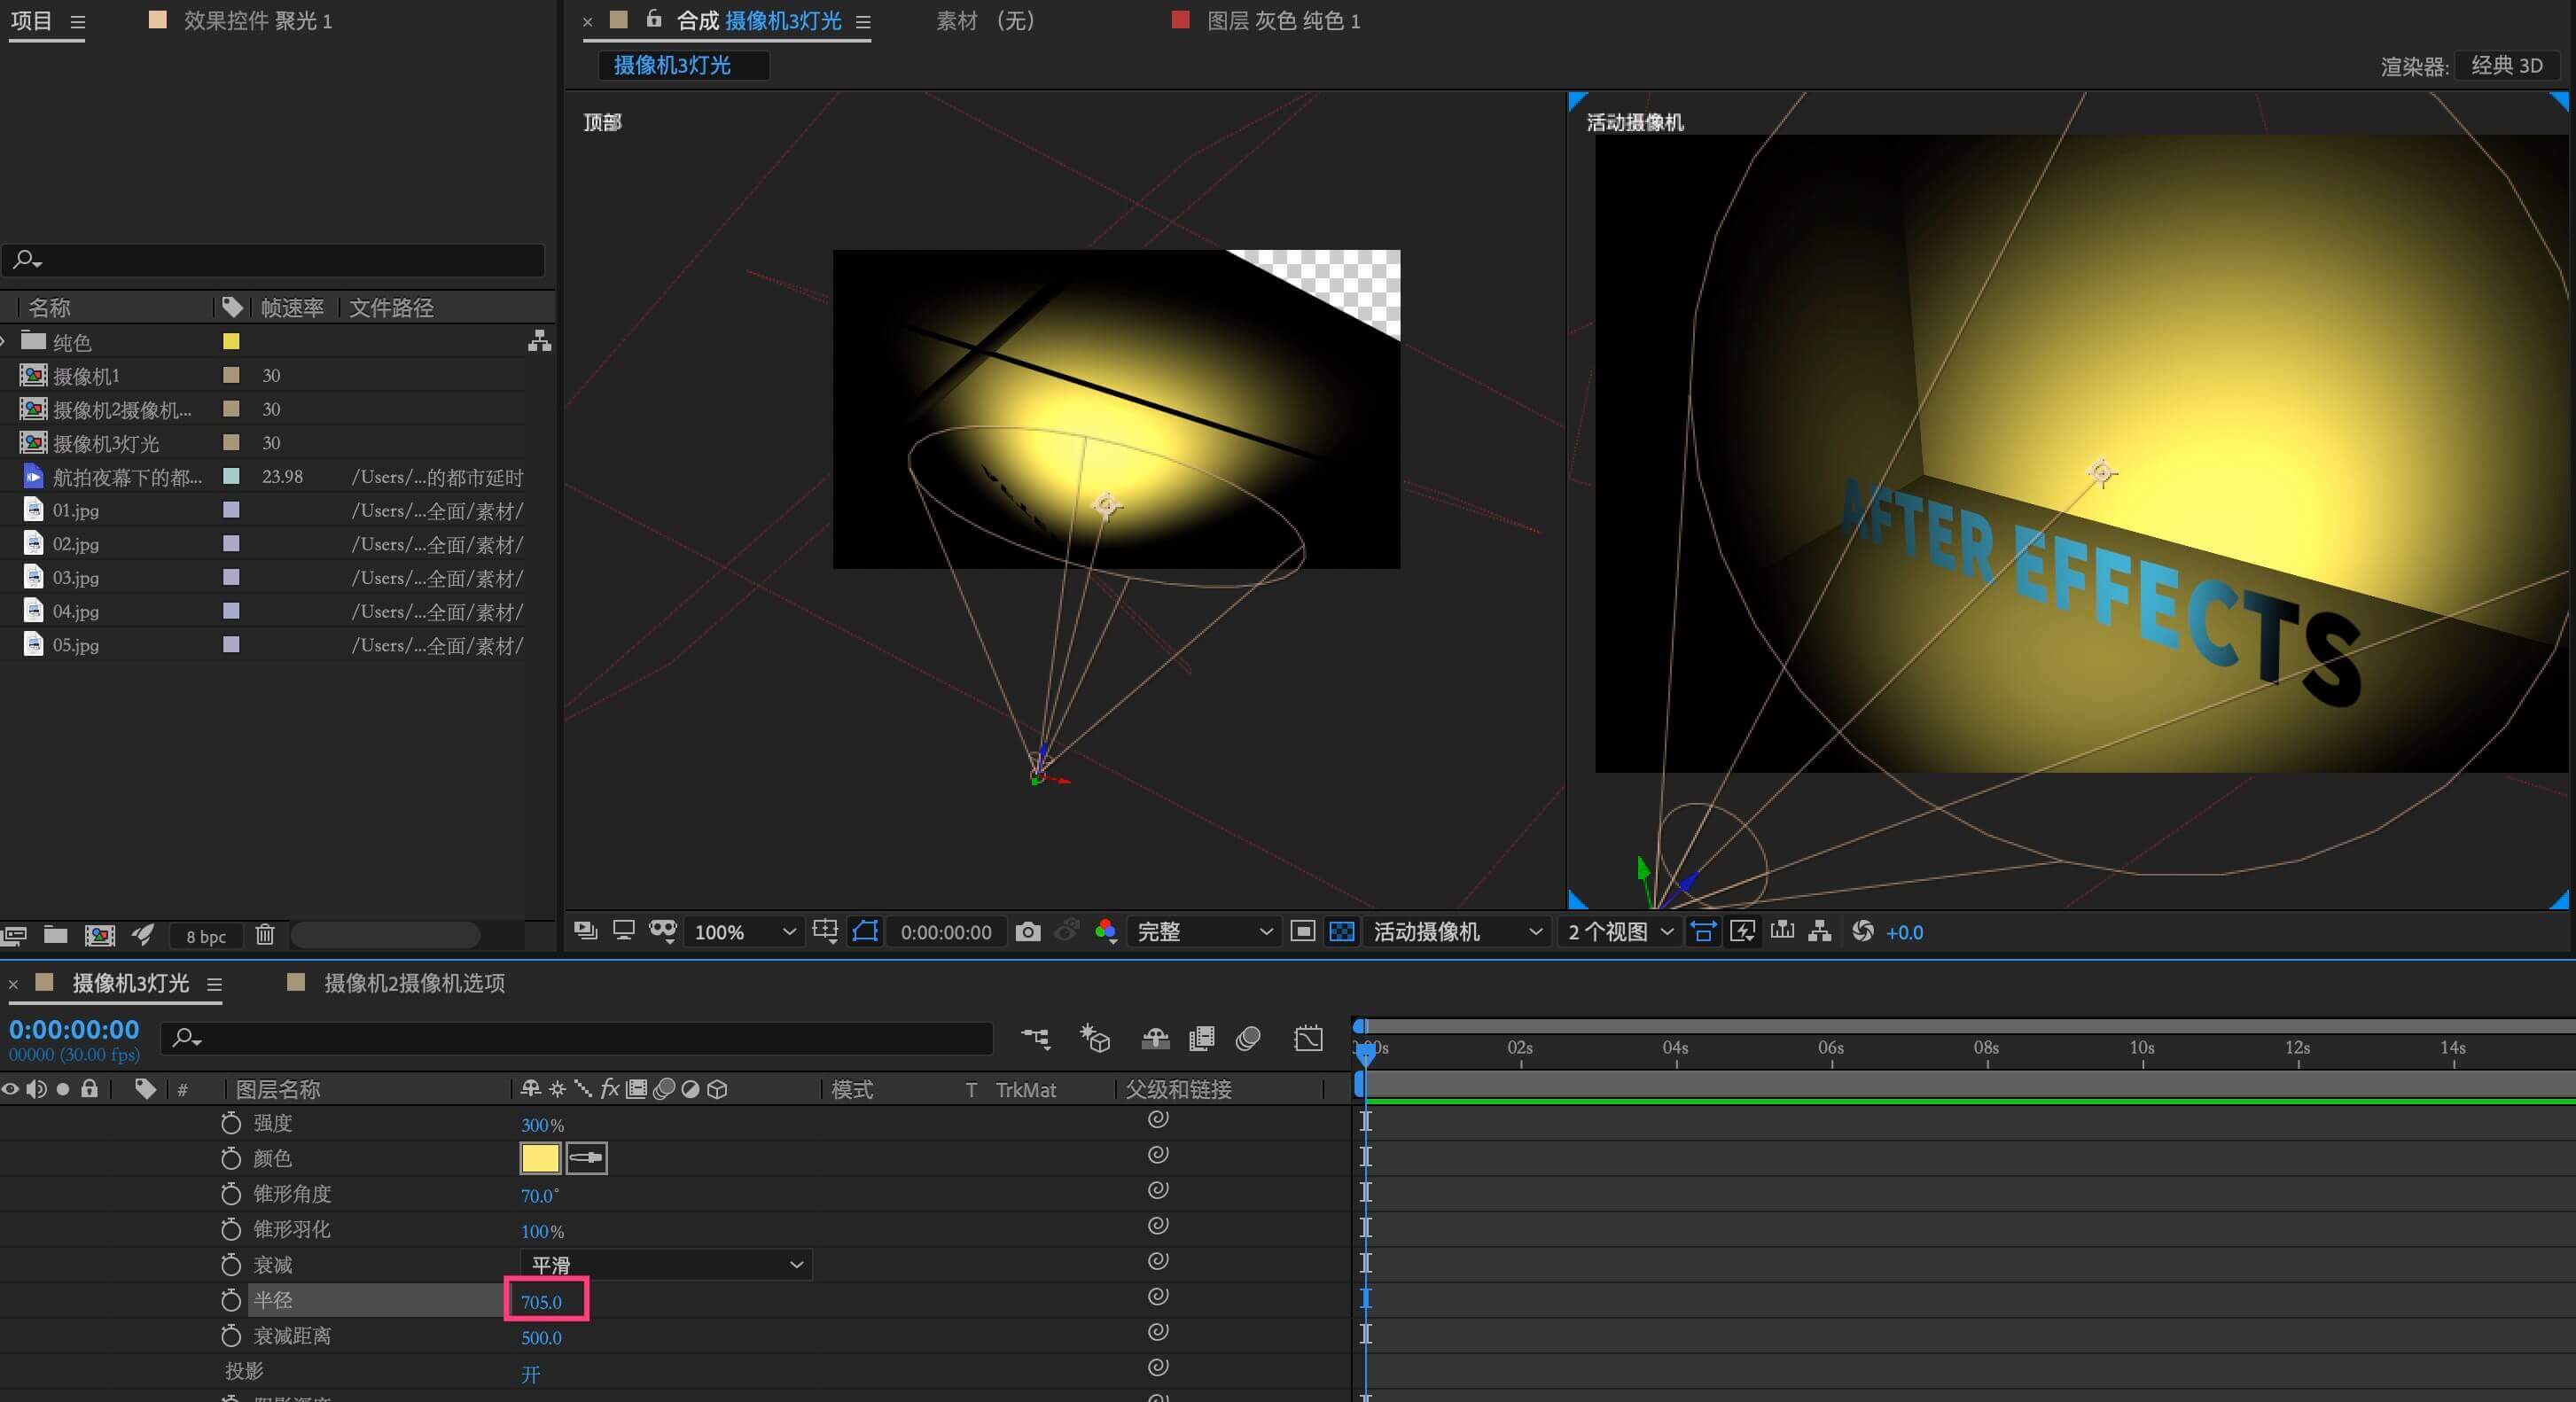 项目
效果控件 聚光 1
名称
帧速率
文件路径
纯色
摄像机1
30
摄像机2摄像机...
30
摄像机3灯光
30
航拍夜幕下的都...
23.98
/Users/...的都市延时
01.jpg
/Users/...全面/素材/
02.jpg
/Users/...全面/素材/
03.jpg
/Users/...全面/素材/
04.jpg
/Users/...全面/素材/
05.jpg
/Users/...全面/素材/
8 bpc
合成 摄像机3灯光
素材 （无）
图层 灰色 纯色 1
摄像机3灯光
渲染器:
经典 3D
顶部
活动摄像机
AFTER EFFECTS
100%
0:00:00:00
完整
活动摄像机
2 个视图
+0.0
摄像机3灯光
摄像机2摄像机选项
0:00:00:00
00000 (30.00 fps)
02s
04s
06s
08s
10s
12s
14s
#
图层名称
fx
模式
T
TrkMat
父级和链接
强度
300%
颜色
锥形角度
70.0°
锥形羽化
100%
衰减
平滑
半径
705.0
衰减距离
500.0
投影
开